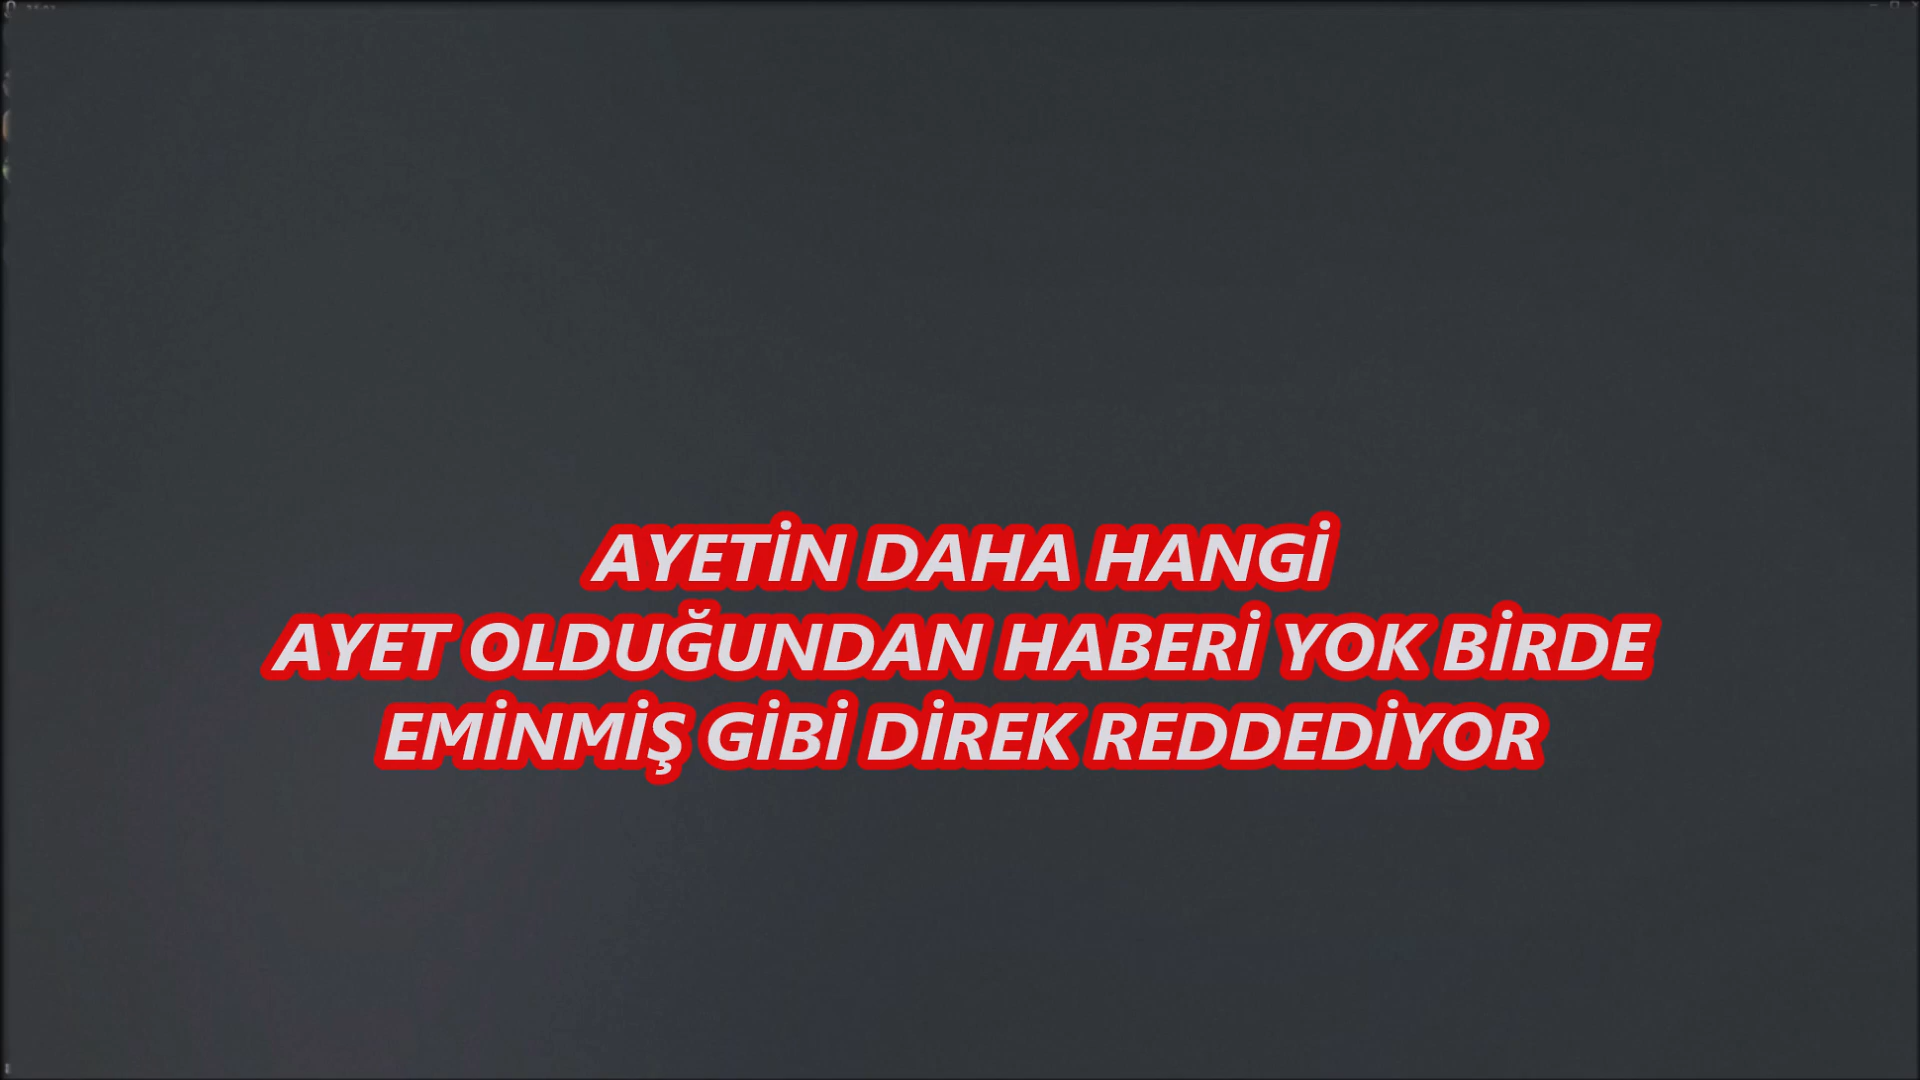 AYETİN DAHA HANGİ
AYET OLDUĞUNDAN HABERİ YOK BİRDE
EMİNMİŞ GİBİ DİREK REDDEDİYOR